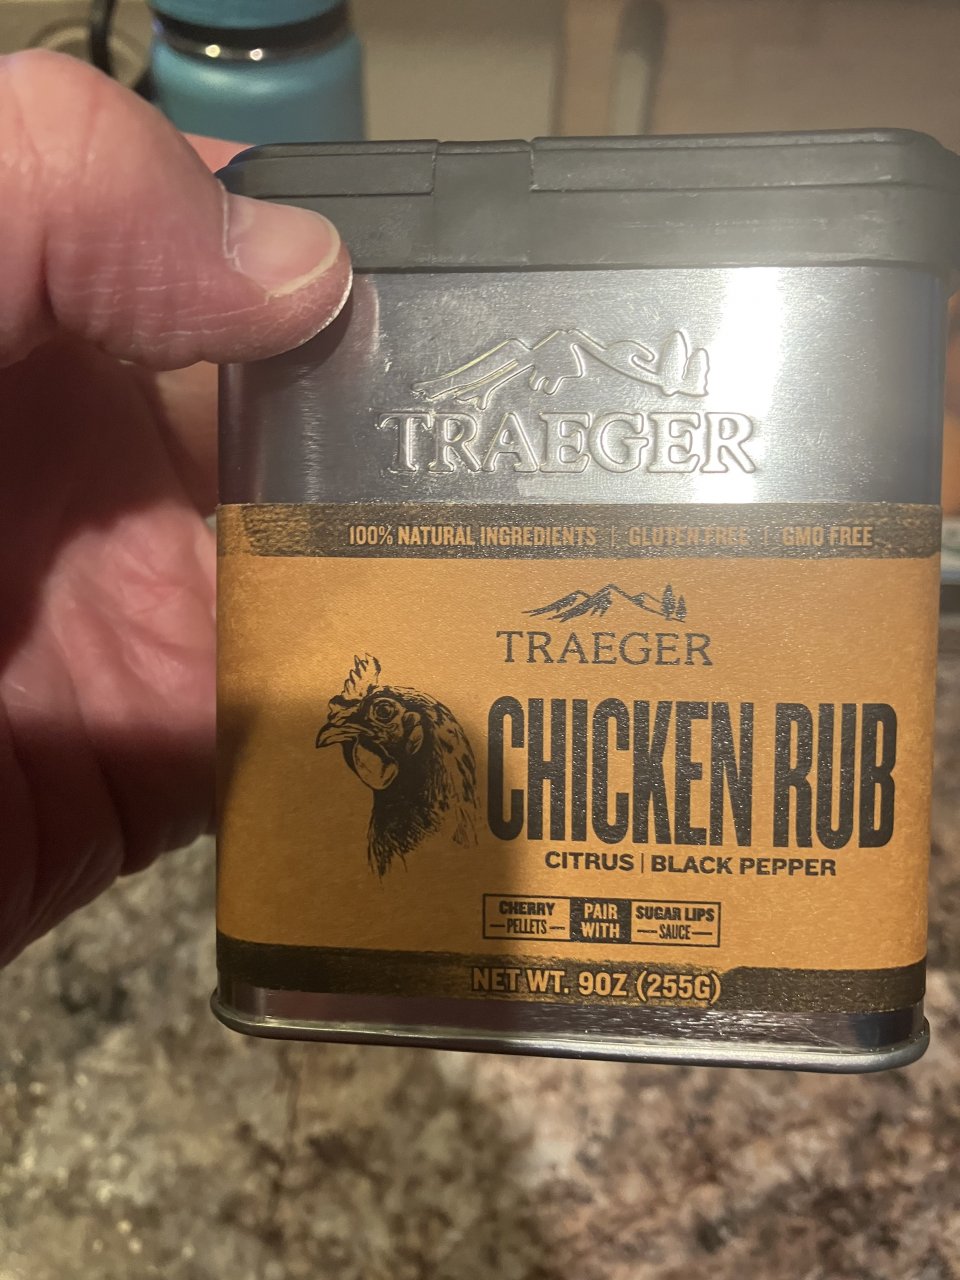 TRAEGER
100% NATURAL INGREDIENTS | GLUTEN FREE | GMO FREE
TRAEGER
CHICKEN RUB
CITRUS | BLACK PEPPER
CHERRY PELLETS PAIR WITH SUGAR LIPS SAUCE
NET WT. 9OZ (255G)